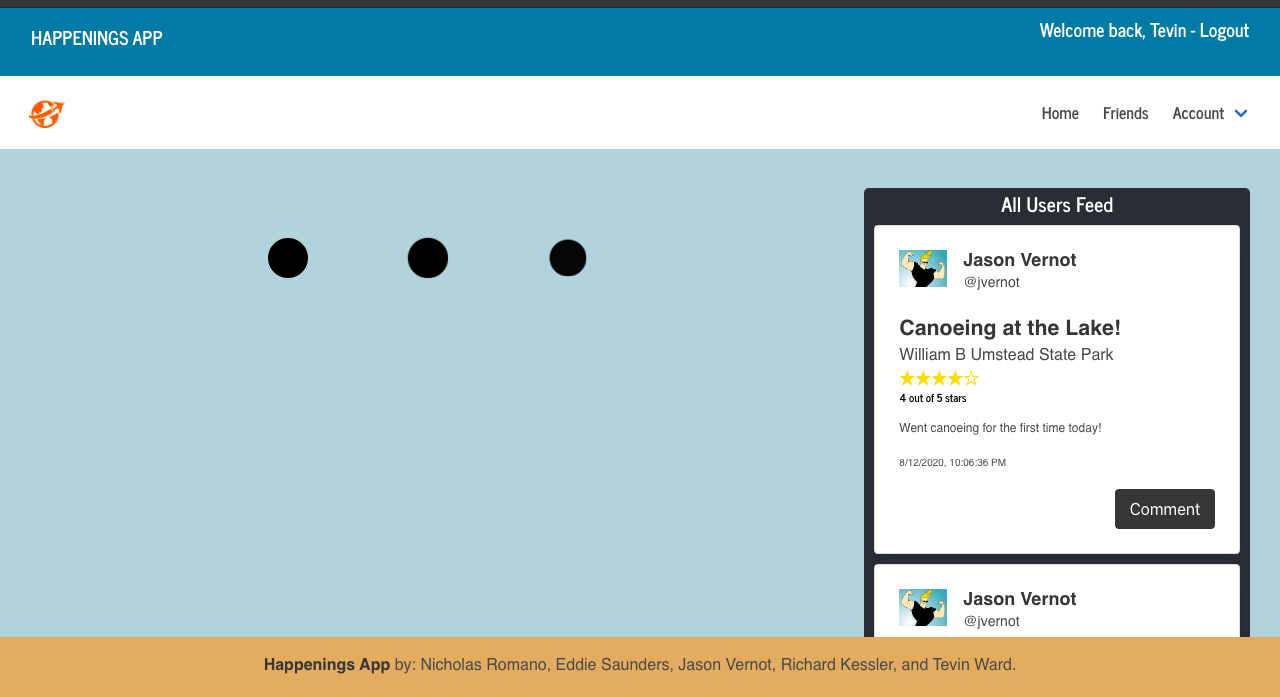 HAPPENINGS APP
Welcome back, Tevin - Logout
Home Friends Account
All Users Feed
Jason Vernot
@jvernot
Canoeing at the Lake!
William B Umstead State Park
4 out of 5 stars
Went canoeing for the first time today!
8/12/2020, 10:06:36 PM
Comment
Jason Vernot
@jvernot
Happenings App by: Nicholas Romano, Eddie Saunders, Jason Vernot, Richard Kessler, and Tevin Ward.